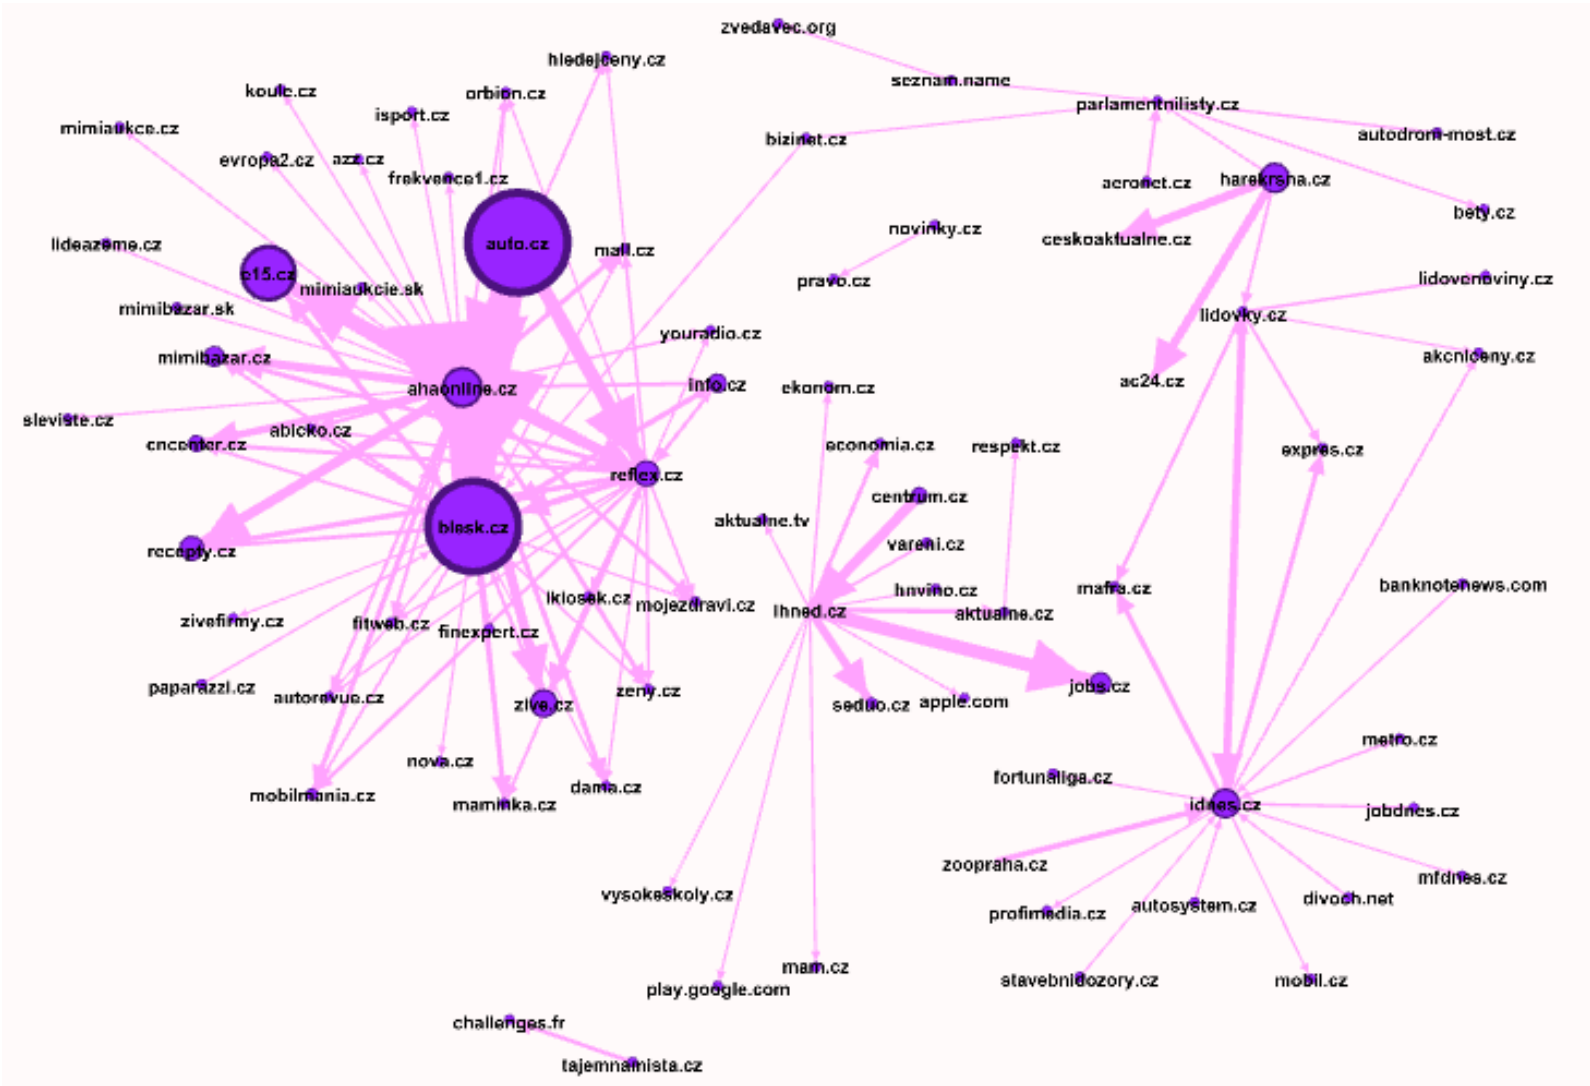 zvedavec.org
hledejceny.cz
seznam.name
koule.cz
orbion.cz
parlamentnilisty.cz
isport.cz
mimiaukce.cz
bizinet.cz
autodrom-most.cz
evropa2.cz
azz.cz
frekvence1.cz
aeronet.cz
harekrsna.cz
bety.cz
novinky.cz
ceskoaktualne.cz
lideazeme.cz
auto.cz
mall.cz
e15.cz
pravo.cz
lidovenoviny.cz
mimiaukcie.sk
mimibazar.sk
lidovky.cz
youradio.cz
mimibazar.cz
akcniceny.cz
ahaonline.cz
info.cz
ekonom.cz
ac24.cz
sleviste.cz
abicko.cz
cncenter.cz
economia.cz
respekt.cz
expres.cz
reflex.cz
centrum.cz
aktualne.tv
blesk.cz
recepty.cz
vareni.cz
mafra.cz
banknotenews.com
hnvino.cz
ikiosek.cz
mojezdravi.cz
ihned.cz
aktualne.cz
zivefirmy.cz
fitweb.cz
finexpert.cz
paparazzi.cz
autorevue.cz
zive.cz
zeny.cz
seduo.cz
apple.com
jobs.cz
metro.cz
nova.cz
fortunaliga.cz
mobilmania.cz
maminka.cz
dama.cz
idnes.cz
jobdnes.cz
zoopraha.cz
mfdnes.cz
vysokeskoly.cz
profimedia.cz
autosystem.cz
divoch.net
mam.cz
play.google.com
stavebnidozory.cz
mobil.cz
challenges.fr
tajemnamista.cz